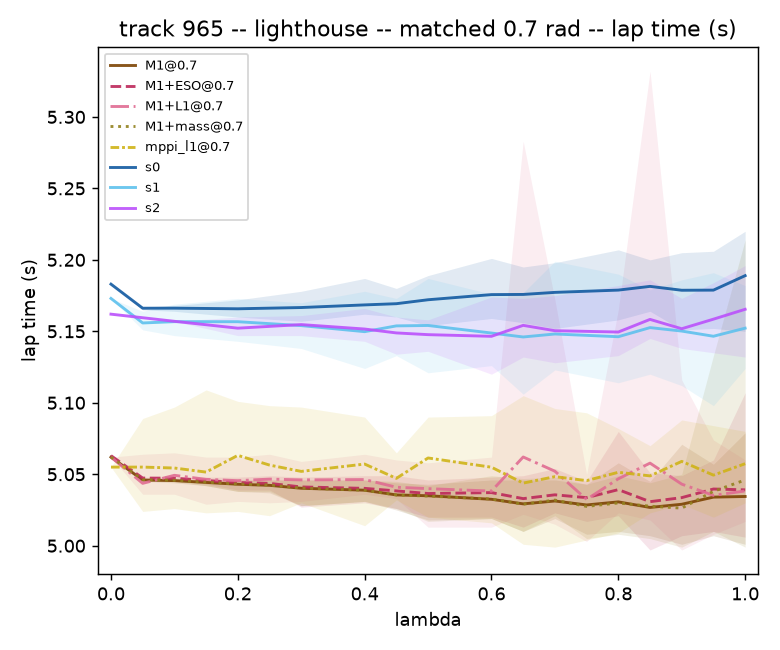 track 965 -- lighthouse -- matched 0.7 rad -- lap time (s)
M1@0.7
M1+ESO@0.7
M1+L1@0.7
M1+mass@0.7
mppi_l1@0.7
s0
s1
s2
lap time (s)
5.30
5.25
5.20
5.15
5.10
5.05
5.00
0.0 0.2 0.4 0.6 0.8 1.0
lambda